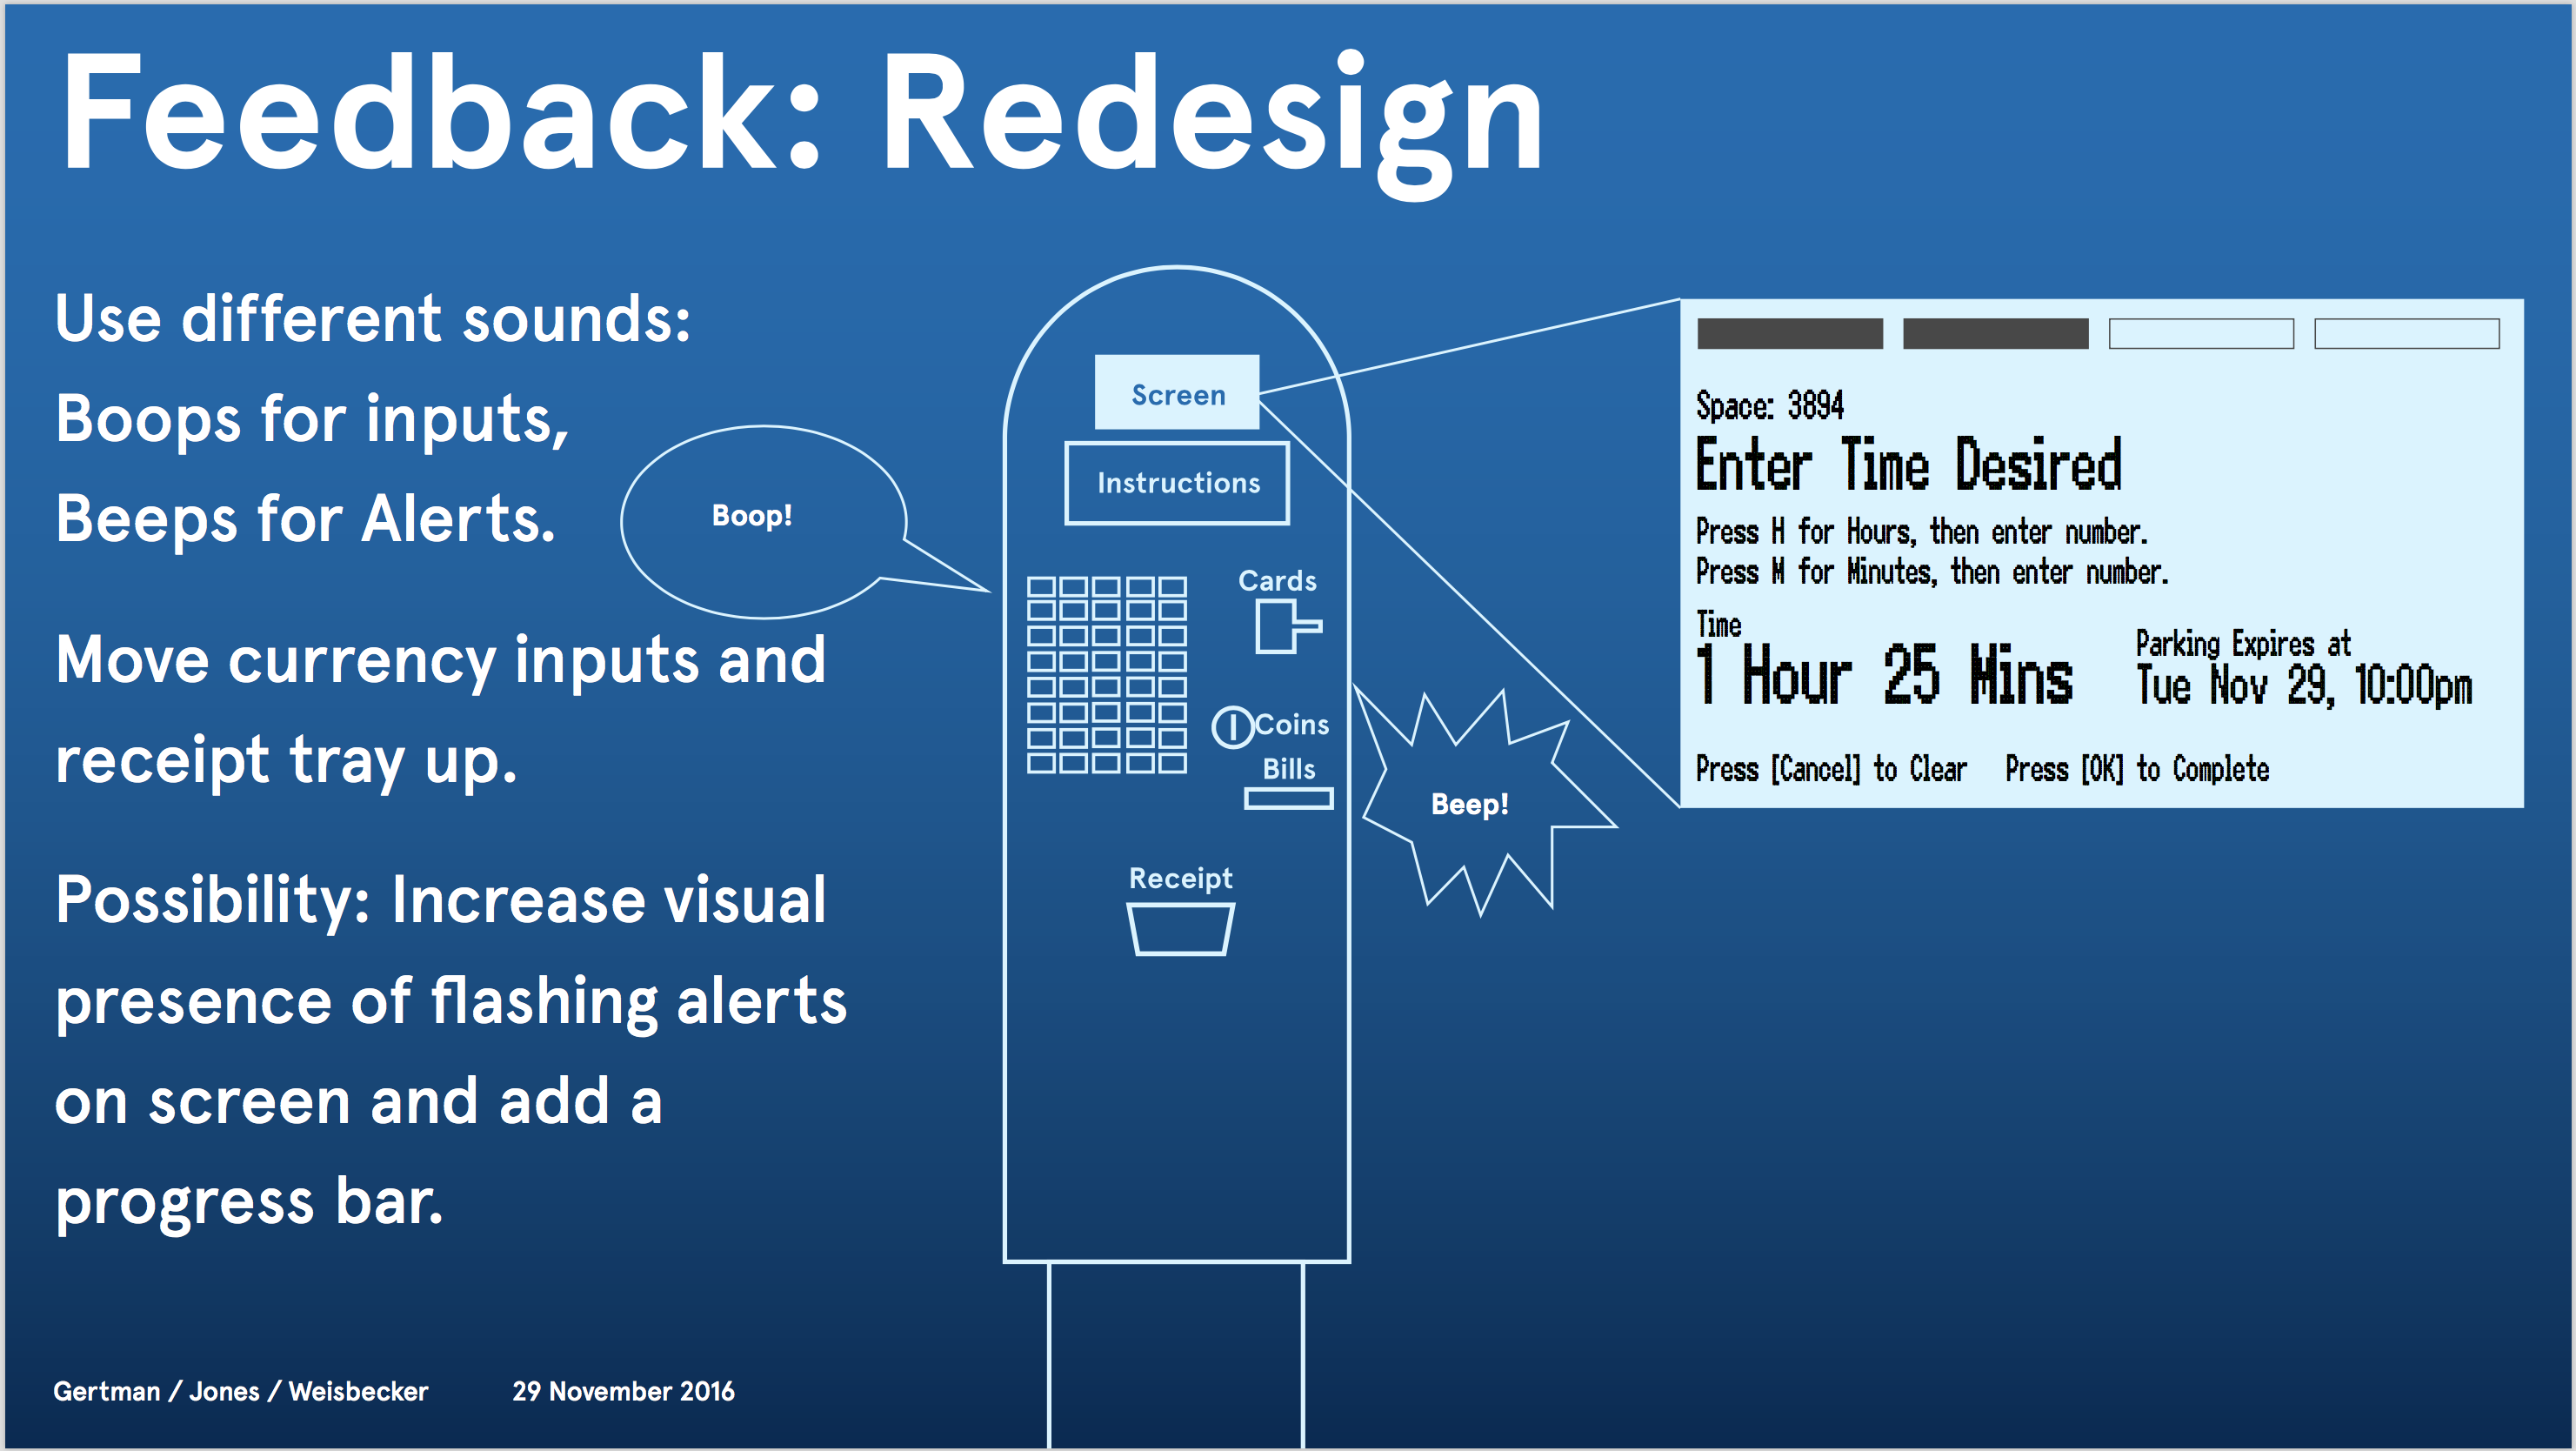 Feedback: Redesign
Use different sounds:
Boops for inputs,
Beeps for Alerts.
Move currency inputs and
receipt tray up.
Possibility: Increase visual
presence of flashing alerts
on screen and add a
progress bar.
Boop!
Screen
Instructions
Cards
Coins
Bills
Receipt
Beep!
Space: 3894
Enter Time Desired
Press H for Hours, then enter number.
Press M for Minutes, then enter number.
Time
1 Hour 25 Mins
Parking Expires at
Tue Nov 29, 10:00pm
Press [Cancel] to Clear Press [OK] to Complete
Gertman / Jones / Weisbecker 29 November 2016